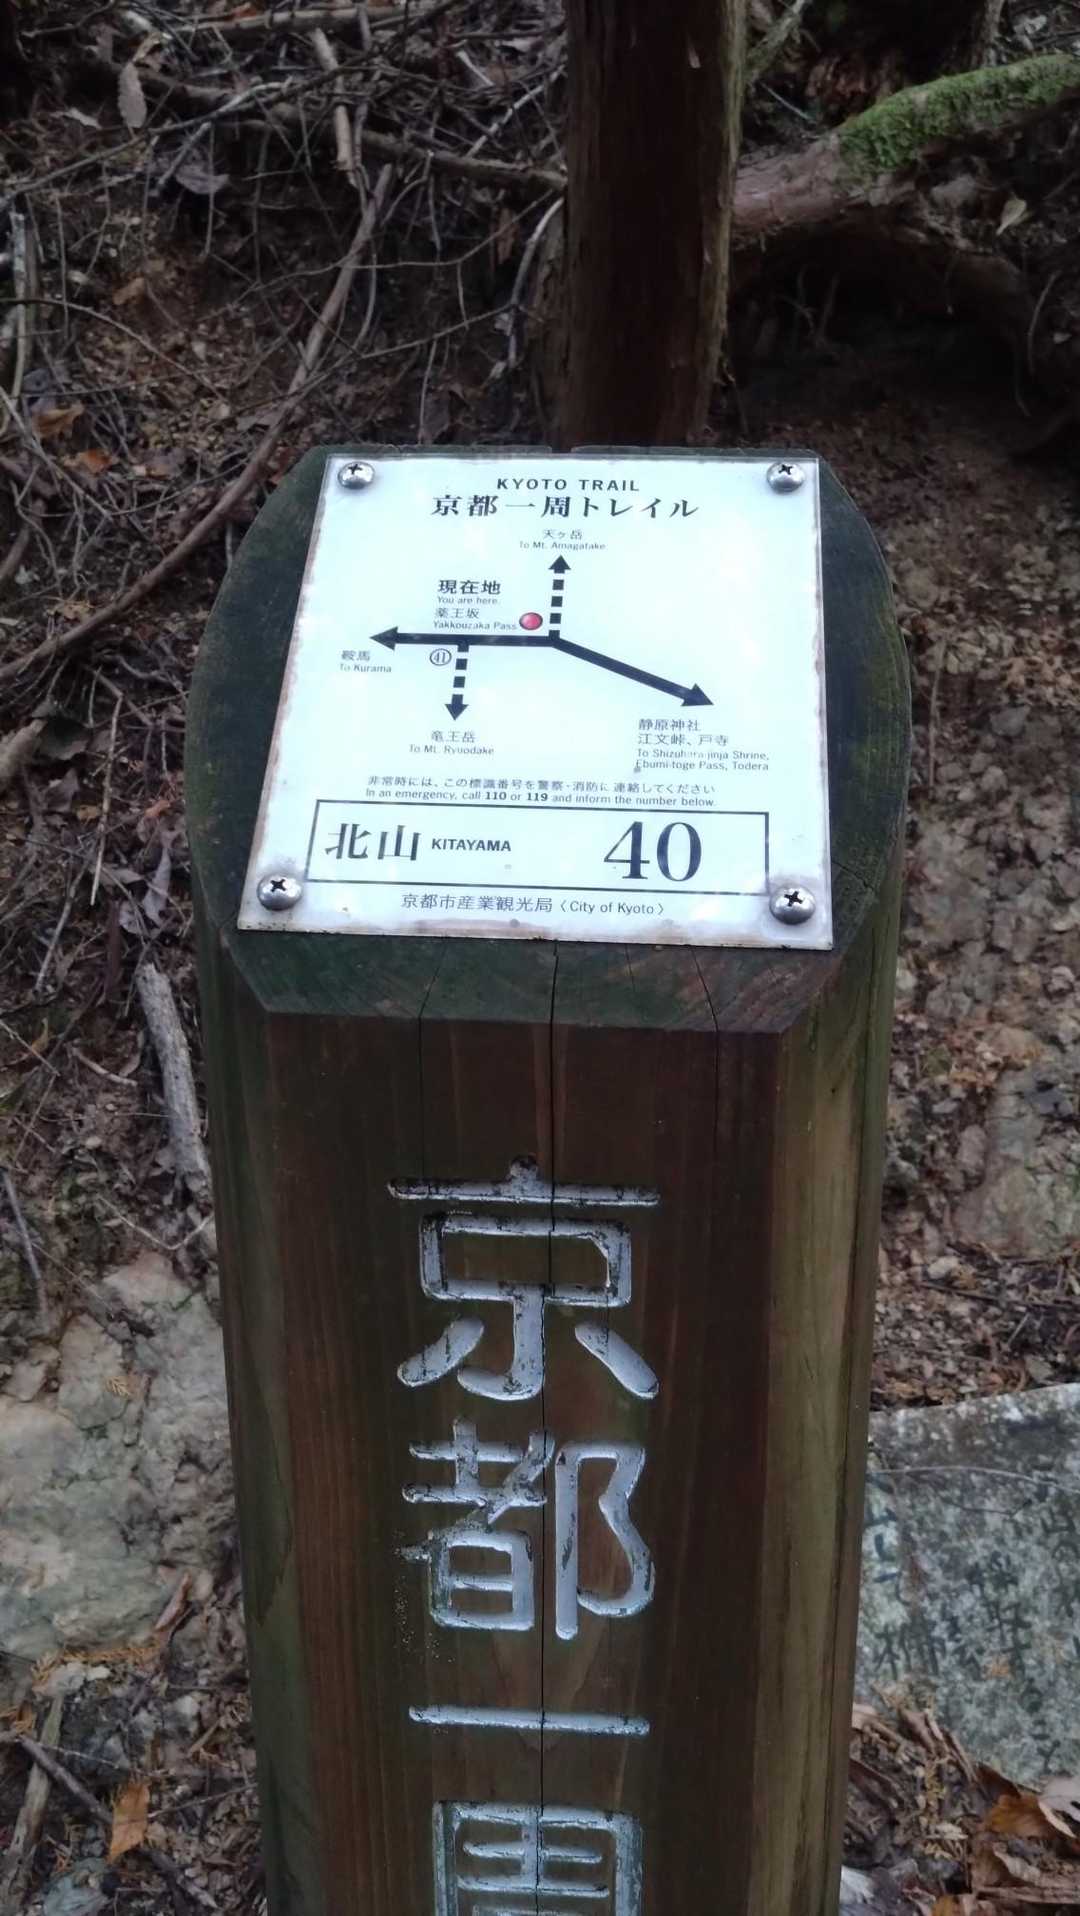 KYOTO TRAIL
京都一周トレイル
天ヶ岳
To Mt. Amagatake
現在地
You are here.
薬王坂
Yakkouzaka Pass
鞍馬
To Kurama
41
竜王岳
To Mt. Ryuodake
静原神社
江文峠、戸寺
To Shizuhara-jinja Shrine,
Ebumi-toge Pass, Todera
非常時には、この標識番号を警察・消防に連絡してください
In an emergency, call 110 or 119 and inform the number below.
北山 KITAYAMA 40
京都市産業観光局〈City of Kyoto〉
京都一周